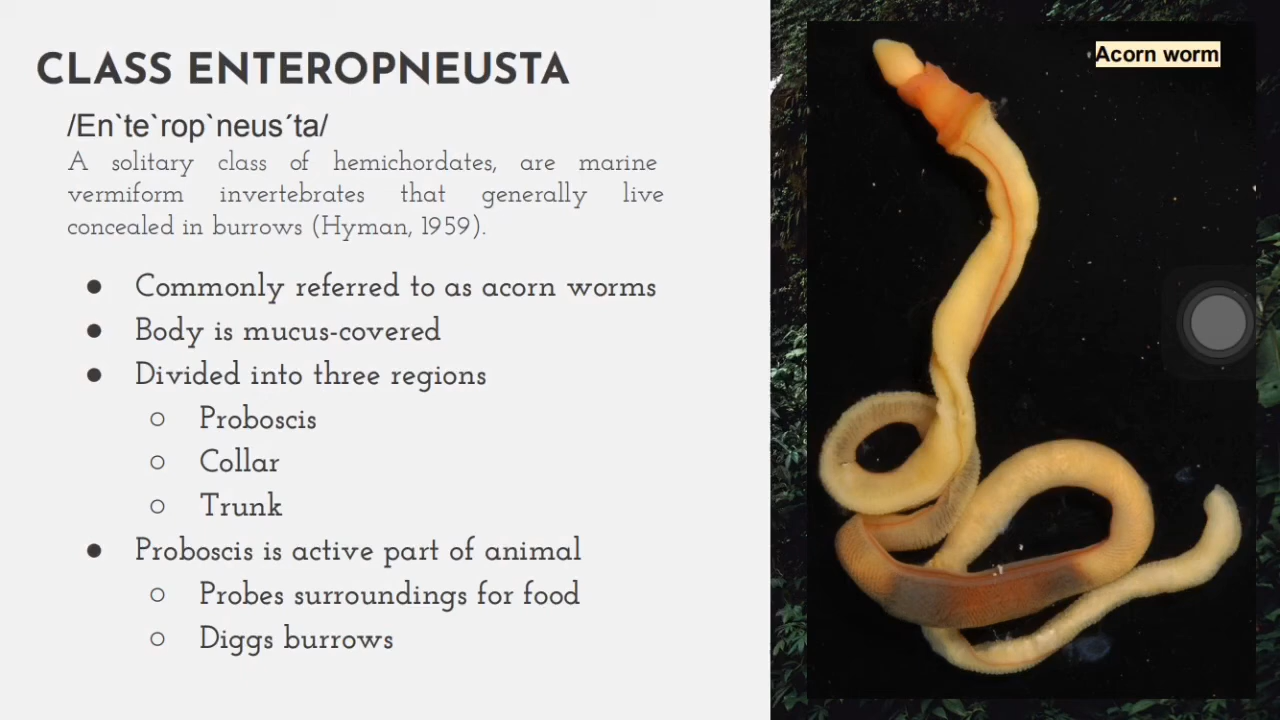 CLASS ENTEROPNEUSTA
/En`te`rop`neus´ta/
A solitary class of hemichordates, are marine
vermiform invertebrates that generally live
concealed in burrows (Hyman, 1959).
● Commonly referred to as acorn worms
● Body is mucus-covered
● Divided into three regions
○ Proboscis
○ Collar
○ Trunk
● Proboscis is active part of animal
○ Probes surroundings for food
○ Diggs burrows
Acorn worm